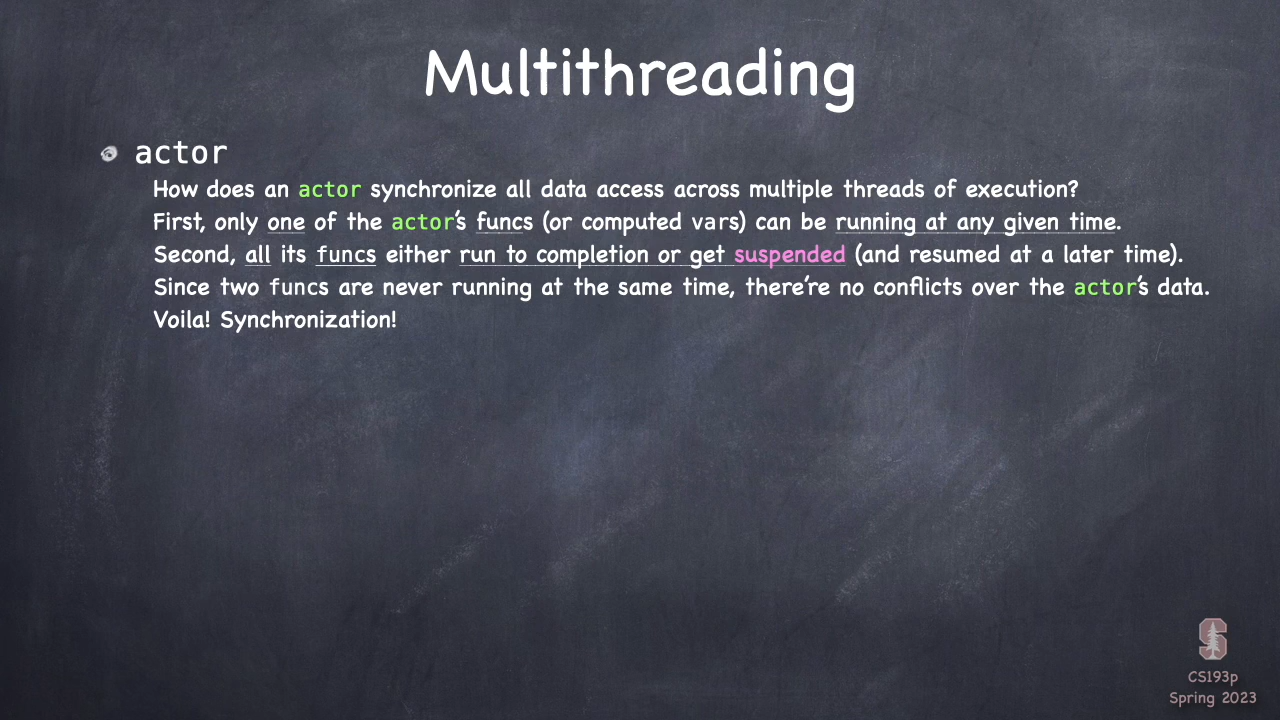 Multithreading
actor
How does an actor synchronize all data access across multiple threads of execution?
First, only one of the actor's funcs (or computed vars) can be running at any given time.
Second, all its funcs either run to completion or get suspended (and resumed at a later time).
Since two funcs are never running at the same time, there're no conflicts over the actor's data.
Voila! Synchronization!
S
CS193p
Spring 2023